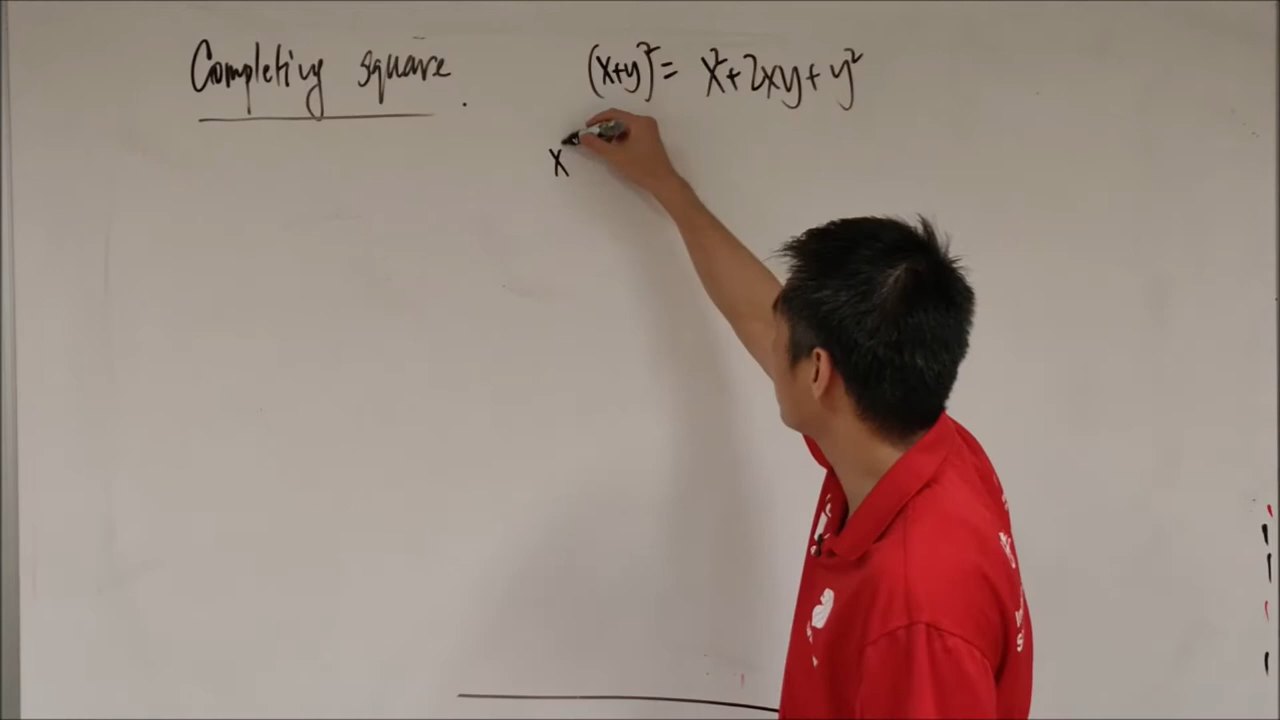 Completing square.
(x+y)² = x²+2xy+y²
x